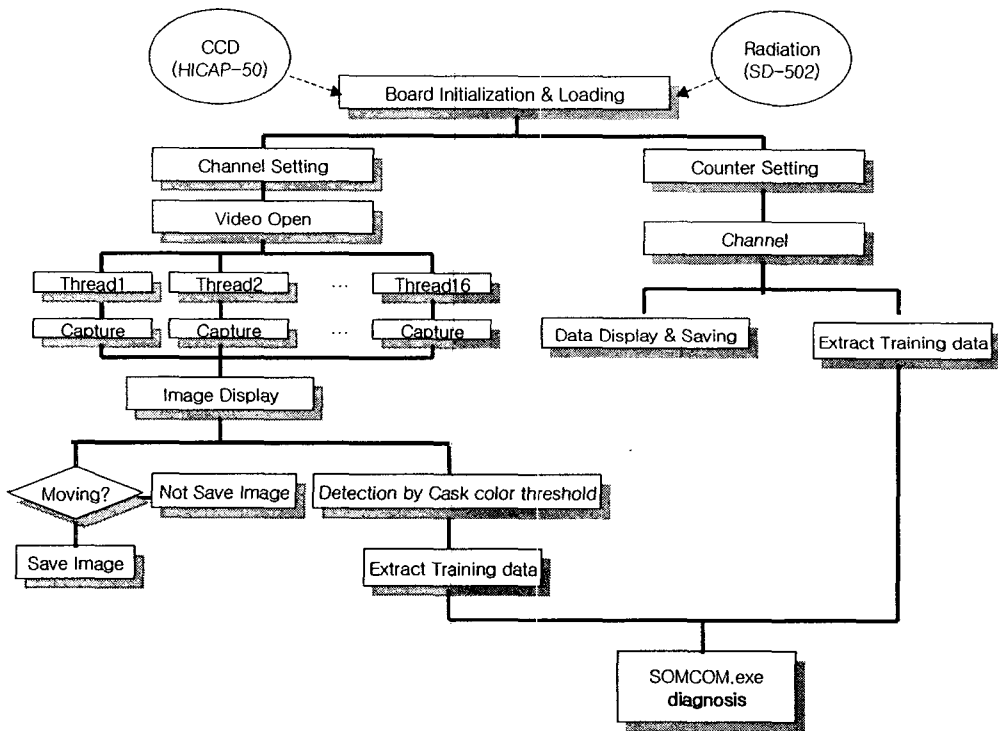 CCD
(HICAP-50)
Radiation
(SD-502)
Board Initialization & Loading
Channel Setting
Counter Setting
Video Open
Channel
Thread1
Thread2
...
Thread16
Capture
Capture
...
Capture
Data Display & Saving
Extract Training data
Image Display
Moving?
Not Save Image
Detection by Cask color threshold
Save Image
Extract Training data
SOMCOM.exe
diagnosis